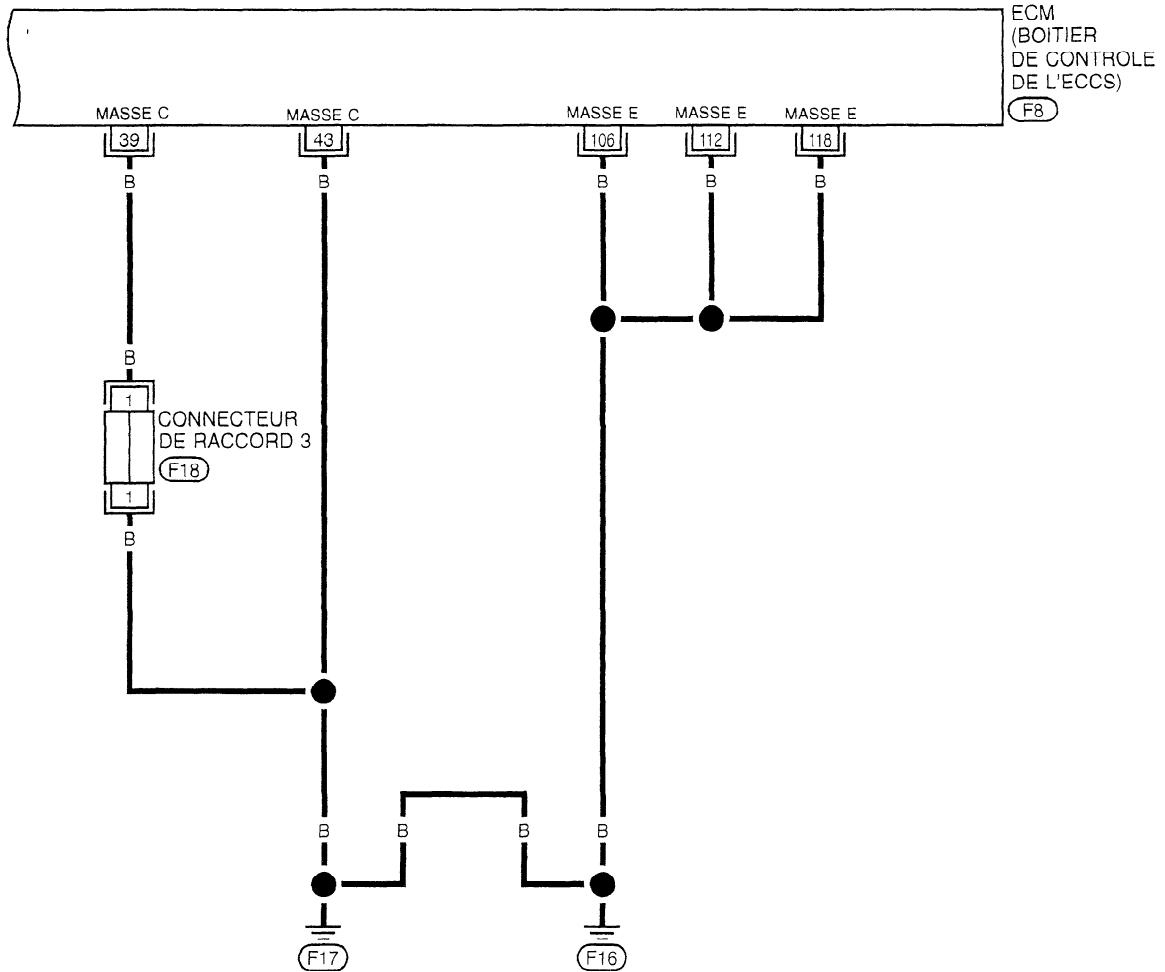 ECM
(BOITIER
DE CONTROLE
DE L'ECCS)
F8
MASSE C
MASSE C
MASSE E
MASSE E
MASSE E
39
43
106
112
118
B
B
B
B
B
B
1
CONNECTEUR
DE RACCORD 3
F18
1
B
B
B
B
B
F17
F16